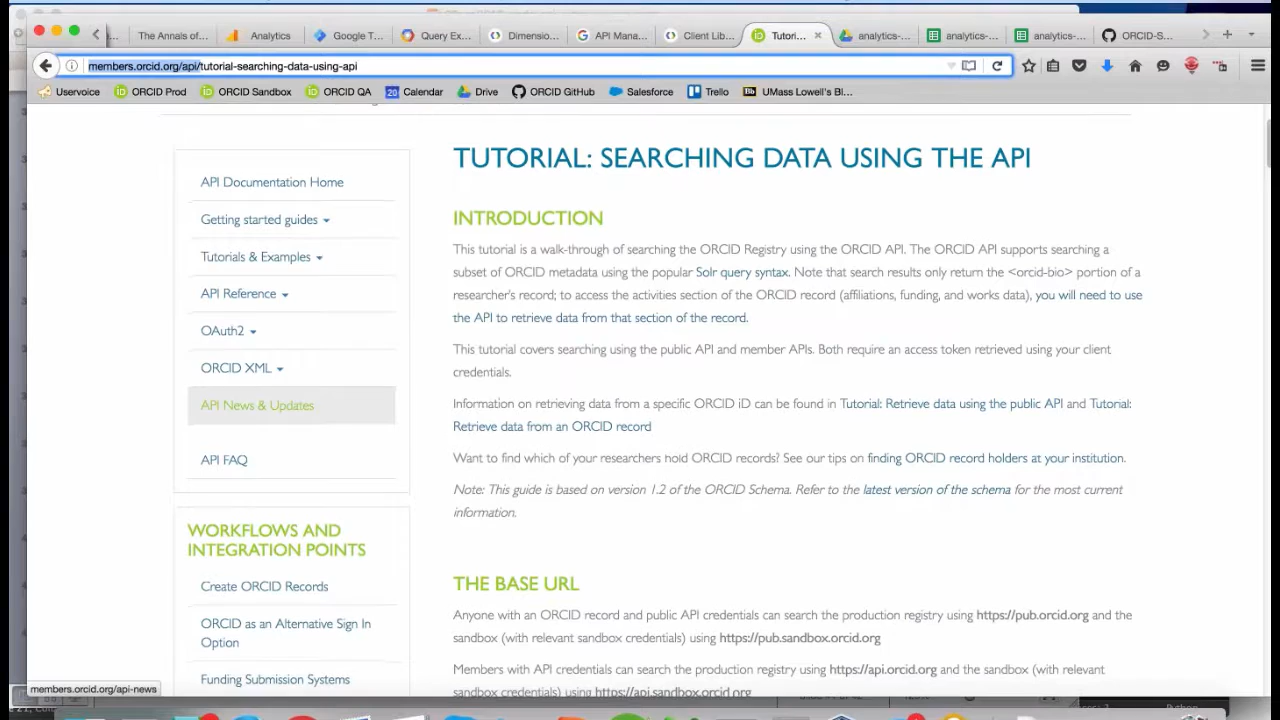 The Annals of...
Analytics
Google T...
Query Ex...
Dimensio...
API Mana...
Client Lib...
Tutori...
analytics-...
analytics-...
analytics-...
ORCID-S...
members.orcid.org/api/tutorial-searching-data-using-api
Uservoice
ORCID Prod
ORCID Sandbox
ORCID QA
20 Calendar
Drive
ORCID GitHub
Salesforce
Trello
Bb UMass Lowell's Bl...
API Documentation Home
Getting started guides
Tutorials & Examples
API Reference
OAuth2
ORCID XML
API News & Updates
API FAQ
WORKFLOWS AND
INTEGRATION POINTS
Create ORCID Records
ORCID as an Alternative Sign In
Option
Funding Submission Systems
TUTORIAL: SEARCHING DATA USING THE API
INTRODUCTION
This tutorial is a walk-through of searching the ORCID Registry using the ORCID API. The ORCID API supports searching a
subset of ORCID metadata using the popular Solr query syntax. Note that search results only return the <orcid-bio> portion of a
researcher's record; to access the activities section of the ORCID record (affiliations, funding, and works data), you will need to use
the API to retrieve data from that section of the record.
This tutorial covers searching using the public API and member APIs. Both require an access token retrieved using your client
credentials.
Information on retrieving data from a specific ORCID iD can be found in Tutorial: Retrieve data using the public API and Tutorial:
Retrieve data from an ORCID record
Want to find which of your researchers hold ORCID records? See our tips on finding ORCID record holders at your institution.
Note: This guide is based on version 1.2 of the ORCID Schema. Refer to the latest version of the schema for the most current
information.
THE BASE URL
Anyone with an ORCID record and public API credentials can search the production registry using https://pub.orcid.org and the
sandbox (with relevant sandbox credentials) using https://pub.sandbox.orcid.org
Members with API credentials can search the production registry using https://api.orcid.org and the sandbox (with relevant
sandbox credentials) using https://api.sandbox.orcid.org
members.orcid.org/api-news